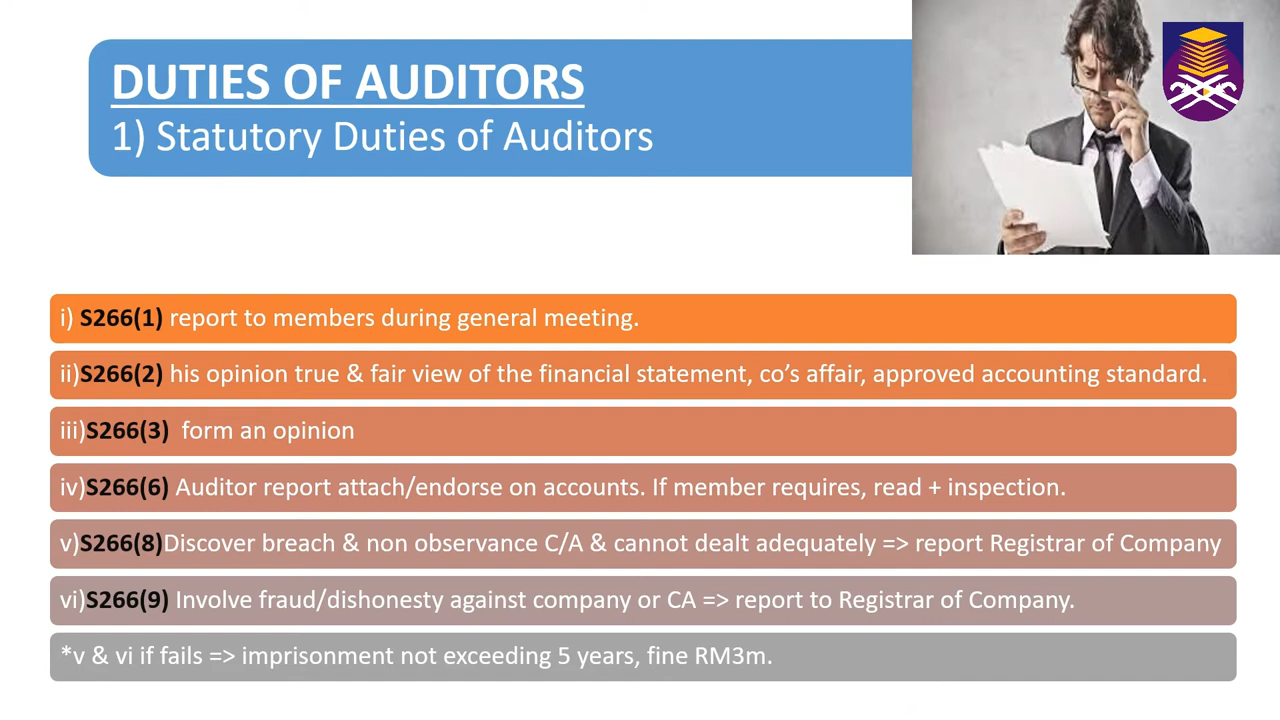 DUTIES OF AUDITORS
1) Statutory Duties of Auditors
i) S266(1) report to members during general meeting.
ii)S266(2) his opinion true & fair view of the financial statement, co’s affair, approved accounting standard.
iii)S266(3) form an opinion
iv)S266(6) Auditor report attach/endorse on accounts. If member requires, read + inspection.
v)S266(8)Discover breach & non observance C/A & cannot dealt adequately => report Registrar of Company
vi)S266(9) Involve fraud/dishonesty against company or CA => report to Registrar of Company.
*v & vi if fails => imprisonment not exceeding 5 years, fine RM3m.